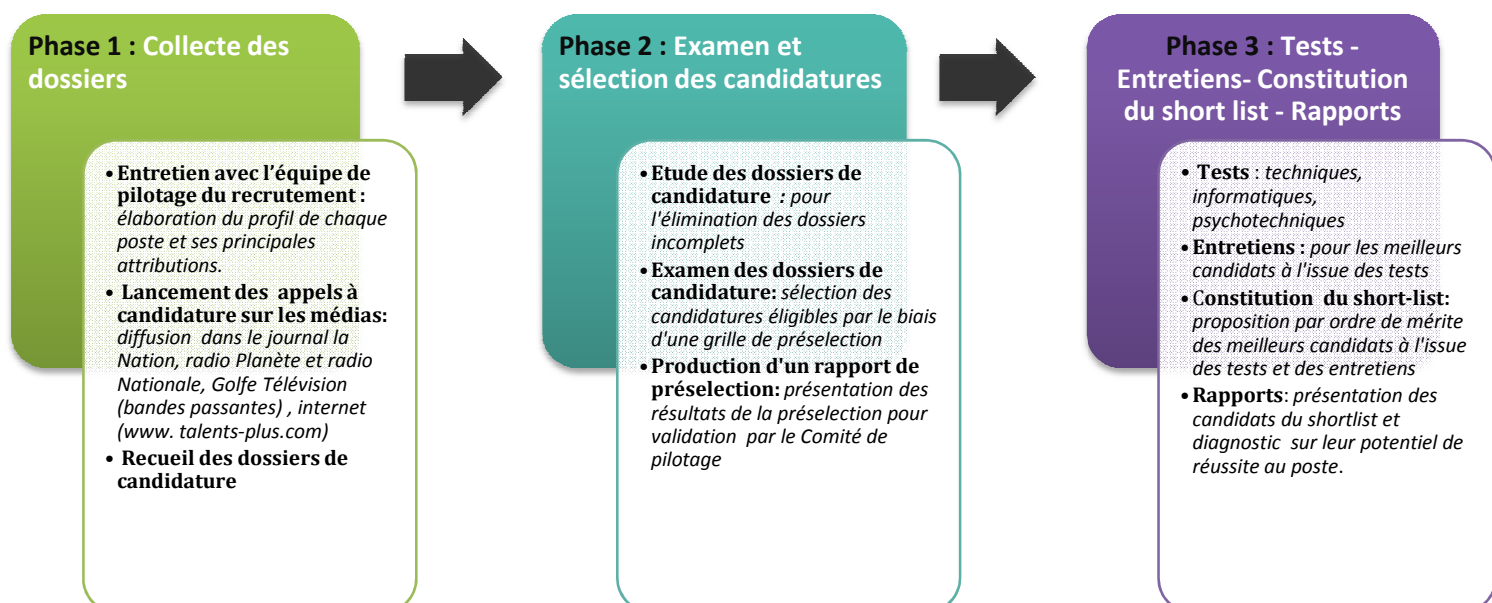 Phase 1 : Collecte des
dossiers
• Entretien avec l'équipe de
pilotage du recrutement :
élaboration du profil de chaque
poste et ses principales
attributions.
• Lancement des appels à
candidature sur les médias:
diffusion dans le journal la
Nation, radio Planète et radio
Nationale, Golfe Télévision
(bandes passantes) , internet
(www. talents-plus.com)
• Recueil des dossiers de
candidature
Phase 2 : Examen et
sélection des candidatures
• Etude des dossiers de
candidature : pour
l'élimination des dossiers
incomplets
• Examen des dossiers de
candidature: sélection des
candidatures éligibles par le biais
d'une grille de préselection
• Production d'un rapport de
préselection: présentation des
résultats de la préselection pour
validation par le Comité de
pilotage
Phase 3 : Tests -
Entretiens- Constitution
du short list - Rapports
• Tests : techniques,
informatiques,
psychotechniques
• Entretiens : pour les meilleurs
candidats à l'issue des tests
• Constitution du short-list:
proposition par ordre de mérite
des meilleurs candidats à l'issue
des tests et des entretiens
• Rapports: présentation des
candidats du shortlist et
diagnostic sur leur potentiel de
réussite au poste.